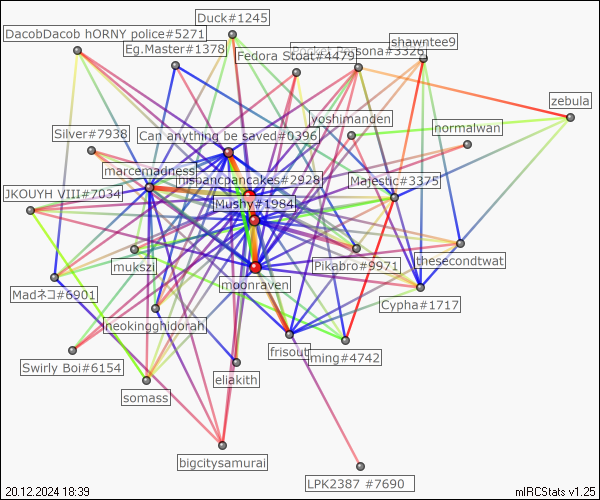 Duck#1245
DacobDacob hORNY police#5271
shawntee9
Eg.Master#1378
Fedora Stoat#4479
Pocket Persona#3326
zebula
yoshimanden
normalwan
Silver#7938
Can anything be saved#0396
marcemadness
hispancpancakes#2928
Majestic#3375
JKOUYH VIII#7034
Mushy#1984
thesecondtwat
mukszi
Pikabro#9971
moonraven
Madネコ#6901
Cypha#1717
neokingghidorah
frisout
ming#4742
Swirly Boi#6154
eliakith
somass
bigcitysamurai
LPK2387 #7690
20.12.2024 18:39
mIRCStats v1.25